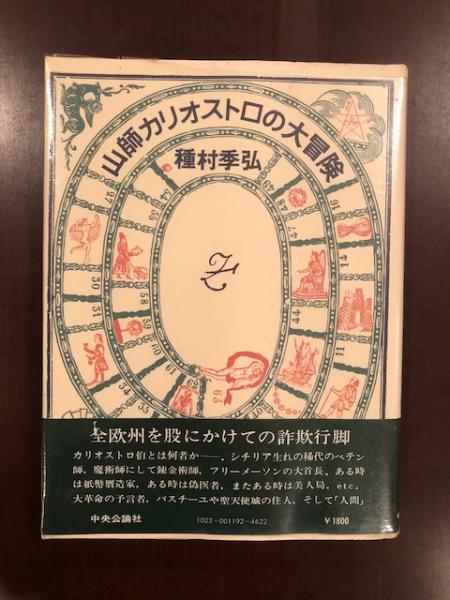 山師カリオストロの大冒険
種村季弘
全欧州を股にかけての詐欺行脚
カリオストロ伯とは何者か――,シチリア生れの稀代のペテン
師,魔術師にして錬金術師,フリーメーソンの大首長,ある時
は紙幣贋造家,ある時は偽医者,またある時は美人局,etc.
大革命の予言者,バスチーユや聖天使城の住人,そして「人間」
中央公論社
1023-001192-4622
¥1800